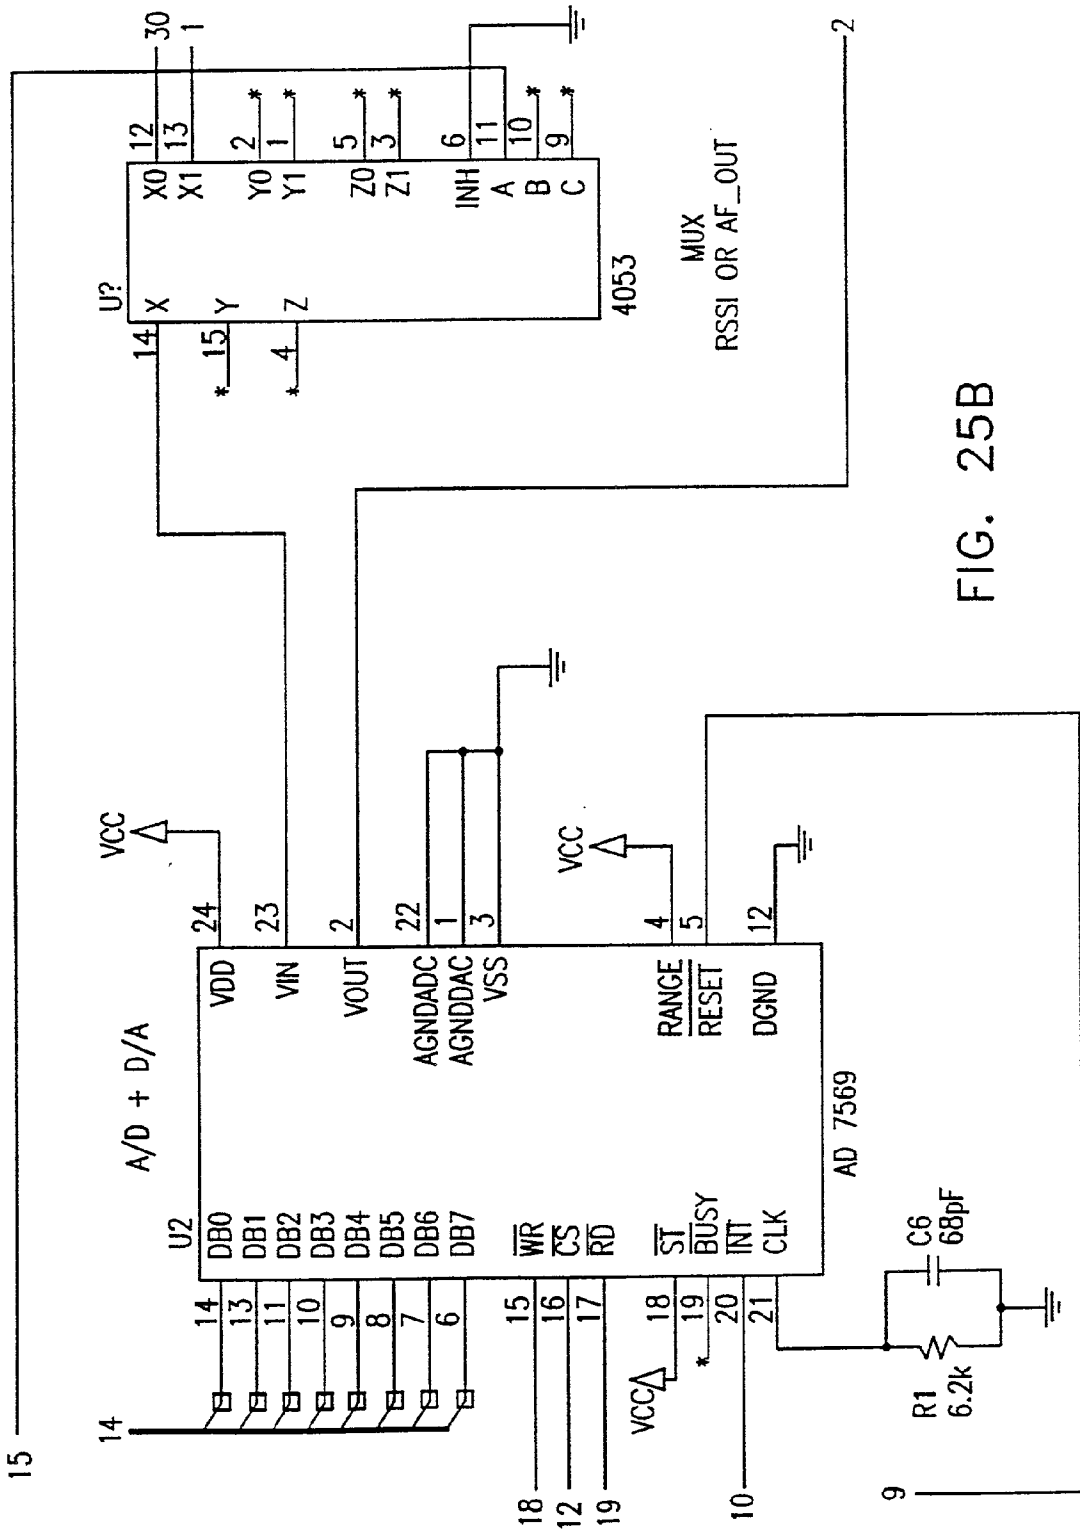 15
14
A/D + D/A
U2
14 DB0
13 DB1
11 DB2
10 DB3
9 DB4
8 DB5
7 DB6
6 DB7
18 15 WR
12 16 CS
19 17 RD
VCC 18 ST
* 19 BUSY
10 20 INT
21 CLK
VDD 24 VCC
VIN 23
VOUT 2
AGNDADC 22
AGNDDAC 1
VSS 3
RANGE 4 VCC
RESET 5
DGND 12
AD 7569
R1
6.2k
C6
68pF
9
U?
14 X
* 15 Y
* 4 Z
X0 12 30
X1 13 1
Y0 2 *
Y1 1 *
Z0 5 *
Z1 3 *
INH 6
A 11
B 10 *
C 9 *
4053
MUX
RSSI OR AF_OUT
2
FIG. 25B